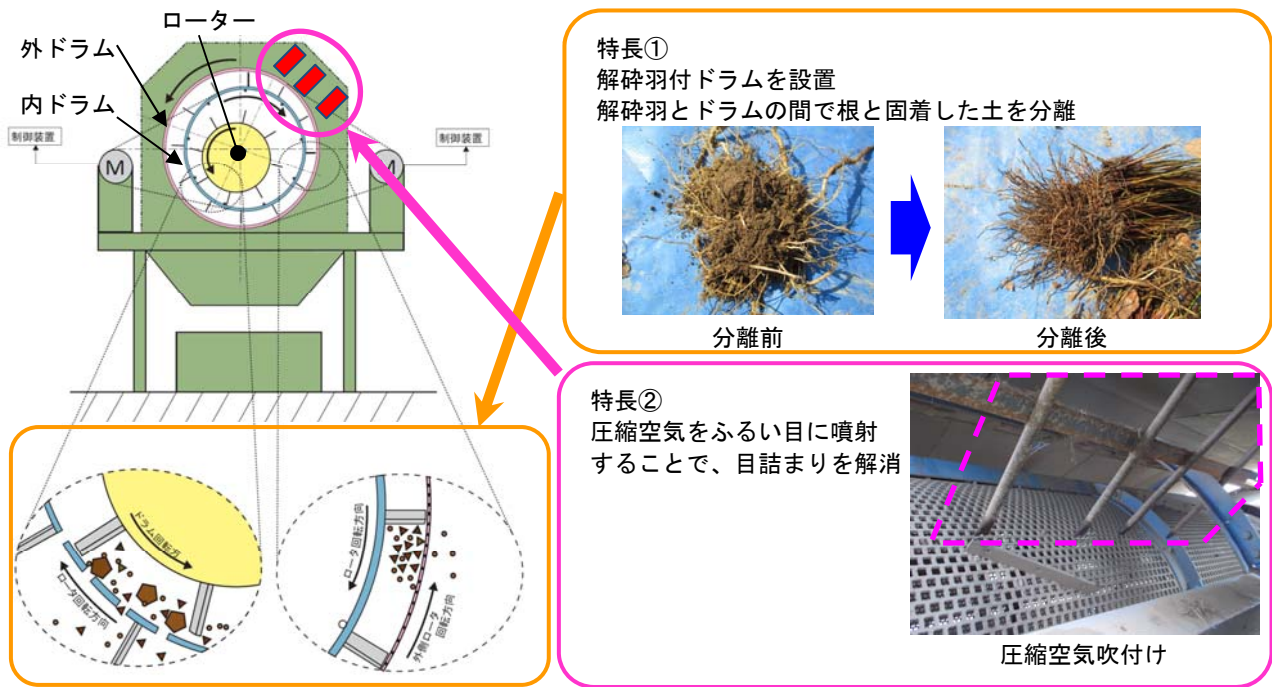 ローター
外ドラム
内ドラム
制御装置
制御装置
M
M
特長①
解砕羽付ドラムを設置
解砕羽とドラムの間で根と固着した土を分離
分離前
分離後
特長②
圧縮空気をふるい目に噴射
することで、目詰まりを解消
圧縮空気吹付け
ドラム回転方
ロータ回転方向
ロータ回転方向
外側ロータ
回転方向